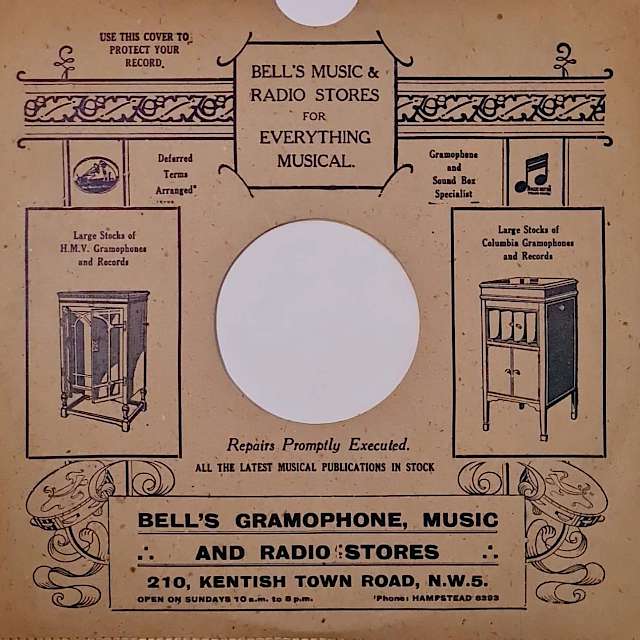 USE THIS COVER TO
PROTECT YOUR
RECORD.
BELL'S MUSIC &
RADIO STORES
FOR
EVERYTHING
MUSICAL.
Deferred
Terms
Arranged"
Gramophone
and
Sound Box
Specialist
Large Stocks of
H.M.V. Gramophones
and Records
Large Stocks of
Columbia Gramophones
and Records
Repairs Promptly Executed.
ALL THE LATEST MUSICAL PUBLICATIONS IN STOCK
BELL'S GRAMOPHONE, MUSIC
AND RADIO STORES
210, KENTISH TOWN ROAD, N.W.5.
OPEN ON SUNDAYS 10 a.m. to 8 p.m. 'Phone: HAMPSTEAD 6393